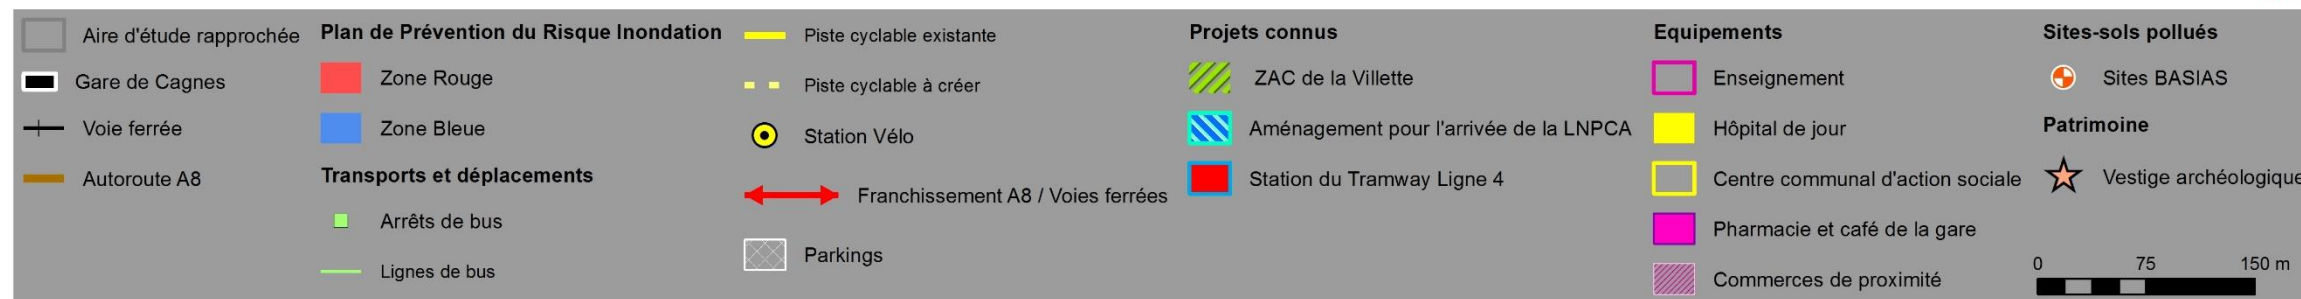 Aire d'étude rapprochée
Gare de Cagnes
Voie ferrée
Autoroute A8
Plan de Prévention du Risque Inondation
Zone Rouge
Zone Bleue
Transports et déplacements
Arrêts de bus
Lignes de bus
Piste cyclable existante
Piste cyclable à créer
Station Vélo
Franchissement A8 / Voies ferrées
Parkings
Projets connus
ZAC de la Villette
Aménagement pour l'arrivée de la LNPCA
Station du Tramway Ligne 4
Equipements
Enseignement
Hôpital de jour
Centre communal d'action sociale
Pharmacie et café de la gare
Commerces de proximité
Sites-sols pollués
Sites BASIAS
Patrimoine
Vestige archéologique
0 75 150 m